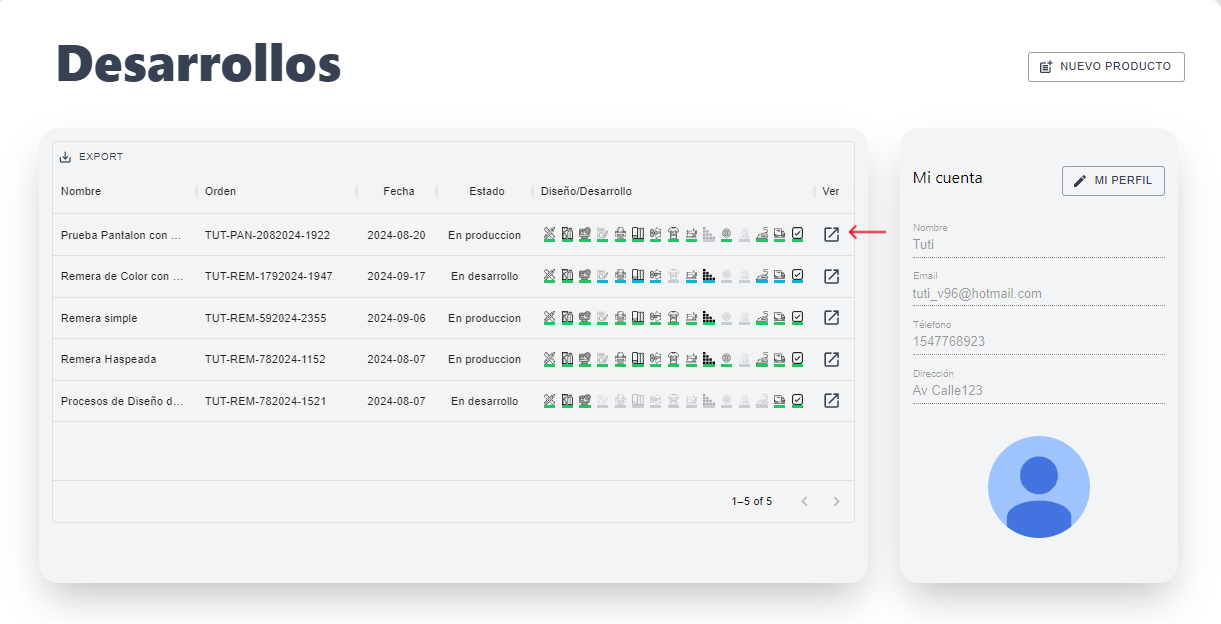 Desarrollos
NUEVO PRODUCTO
EXPORT
Nombre Orden Fecha Estado Diseño/Desarrollo Ver
Prueba Pantalon con ... TUT-PAN-2082024-1922 2024-08-20 En produccion
Remera de Color con ... TUT-REM-1792024-1947 2024-09-17 En desarrollo
Remera simple TUT-REM-592024-2355 2024-09-06 En produccion
Remera Haspeada TUT-REM-782024-1152 2024-08-07 En produccion
Procesos de Diseño d... TUT-REM-782024-1521 2024-08-07 En desarrollo
1–5 of 5
Mi cuenta
MI PERFIL
Nombre
Tuti
Email
tuti_v96@hotmail.com
Télefono
1547768923
Dirección
Av Calle123